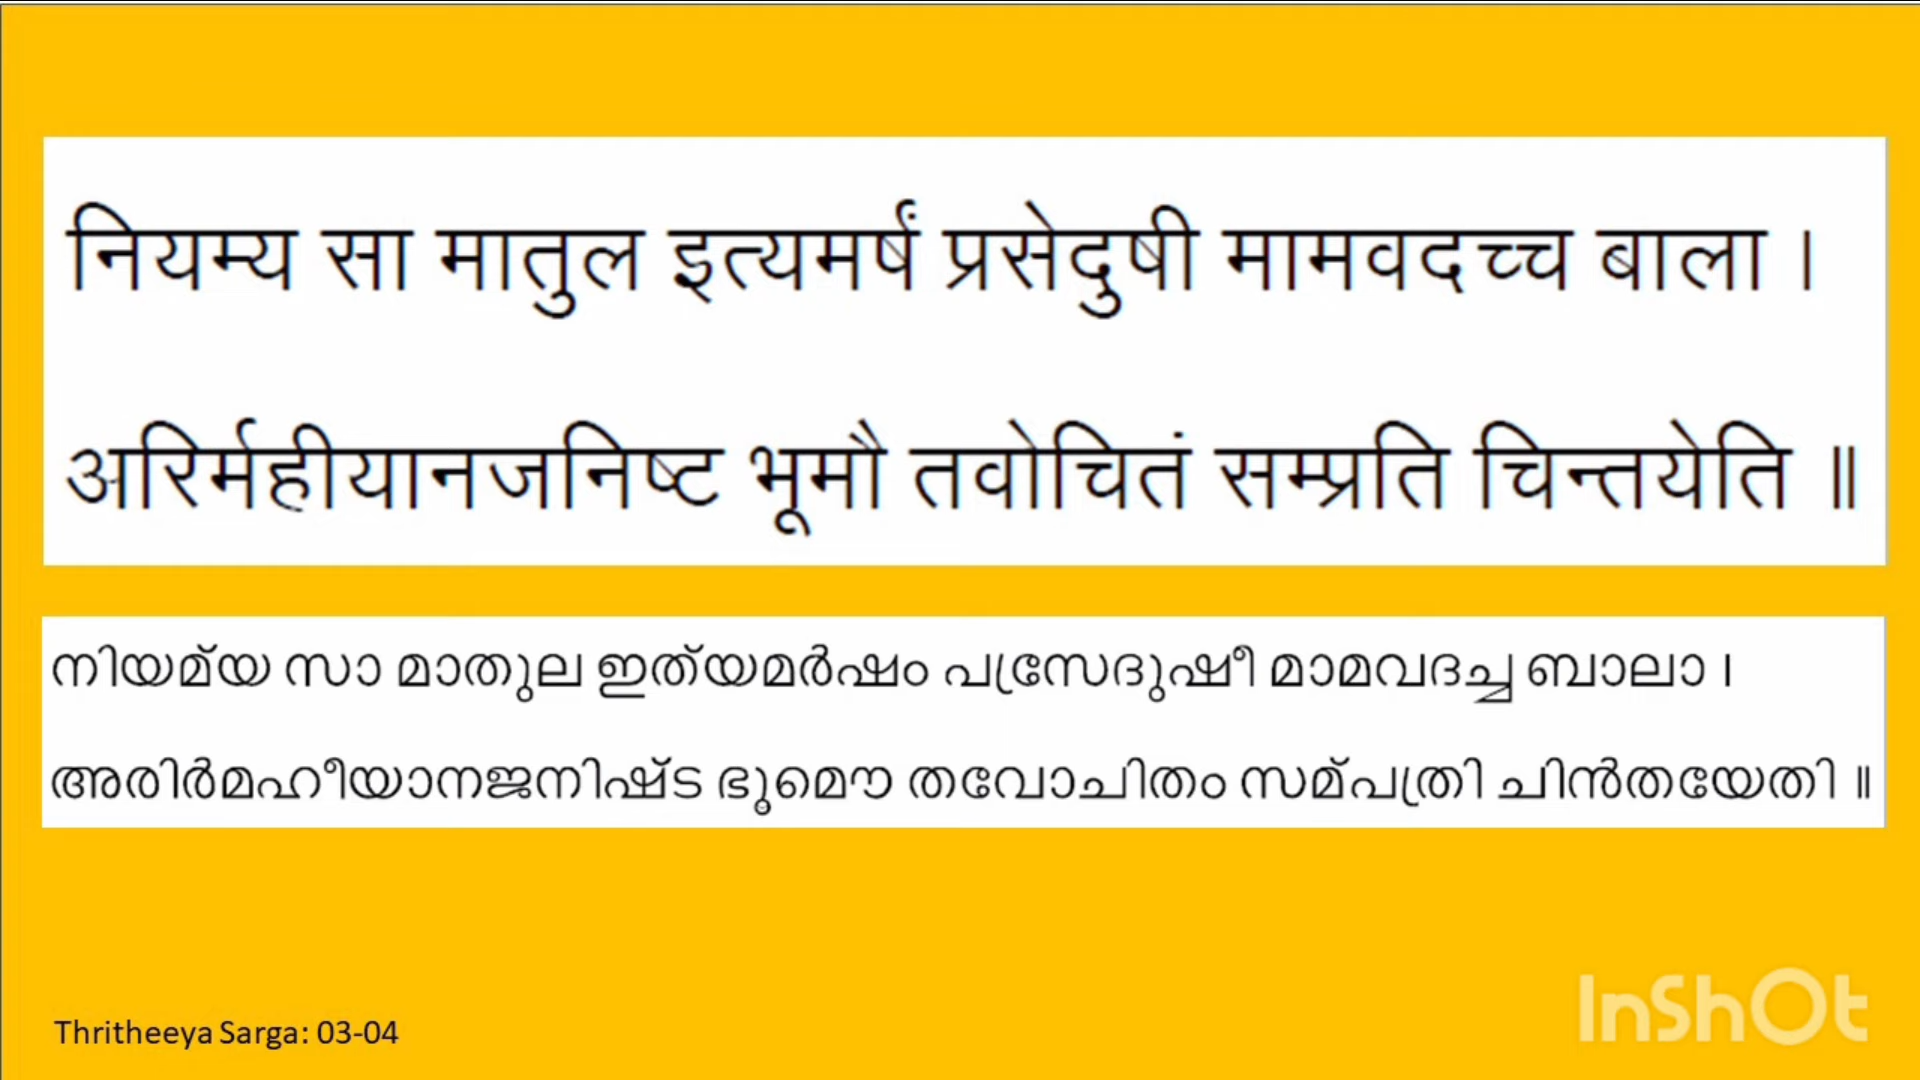 नियम्य सा मातुल इत्यमर्षं प्रसेदुषी मामवदच्च बाला ।
अरिर्महीयानजनिष्ट भूमौ तवोचितं सम्प्रति चिन्तयेति ॥
നിയമ്യ സാ മാതുല ഇത്യമർഷം പ്രസേദുഷീ മാമവദച്ച ബാലാ ।
അരിർമഹീയാനജനിഷ്ട ഭൂമൌ തവോചിതം സമ്പ്രതി ചിൻതയേതി ॥
Thritheeya Sarga: 03-04
InShOt